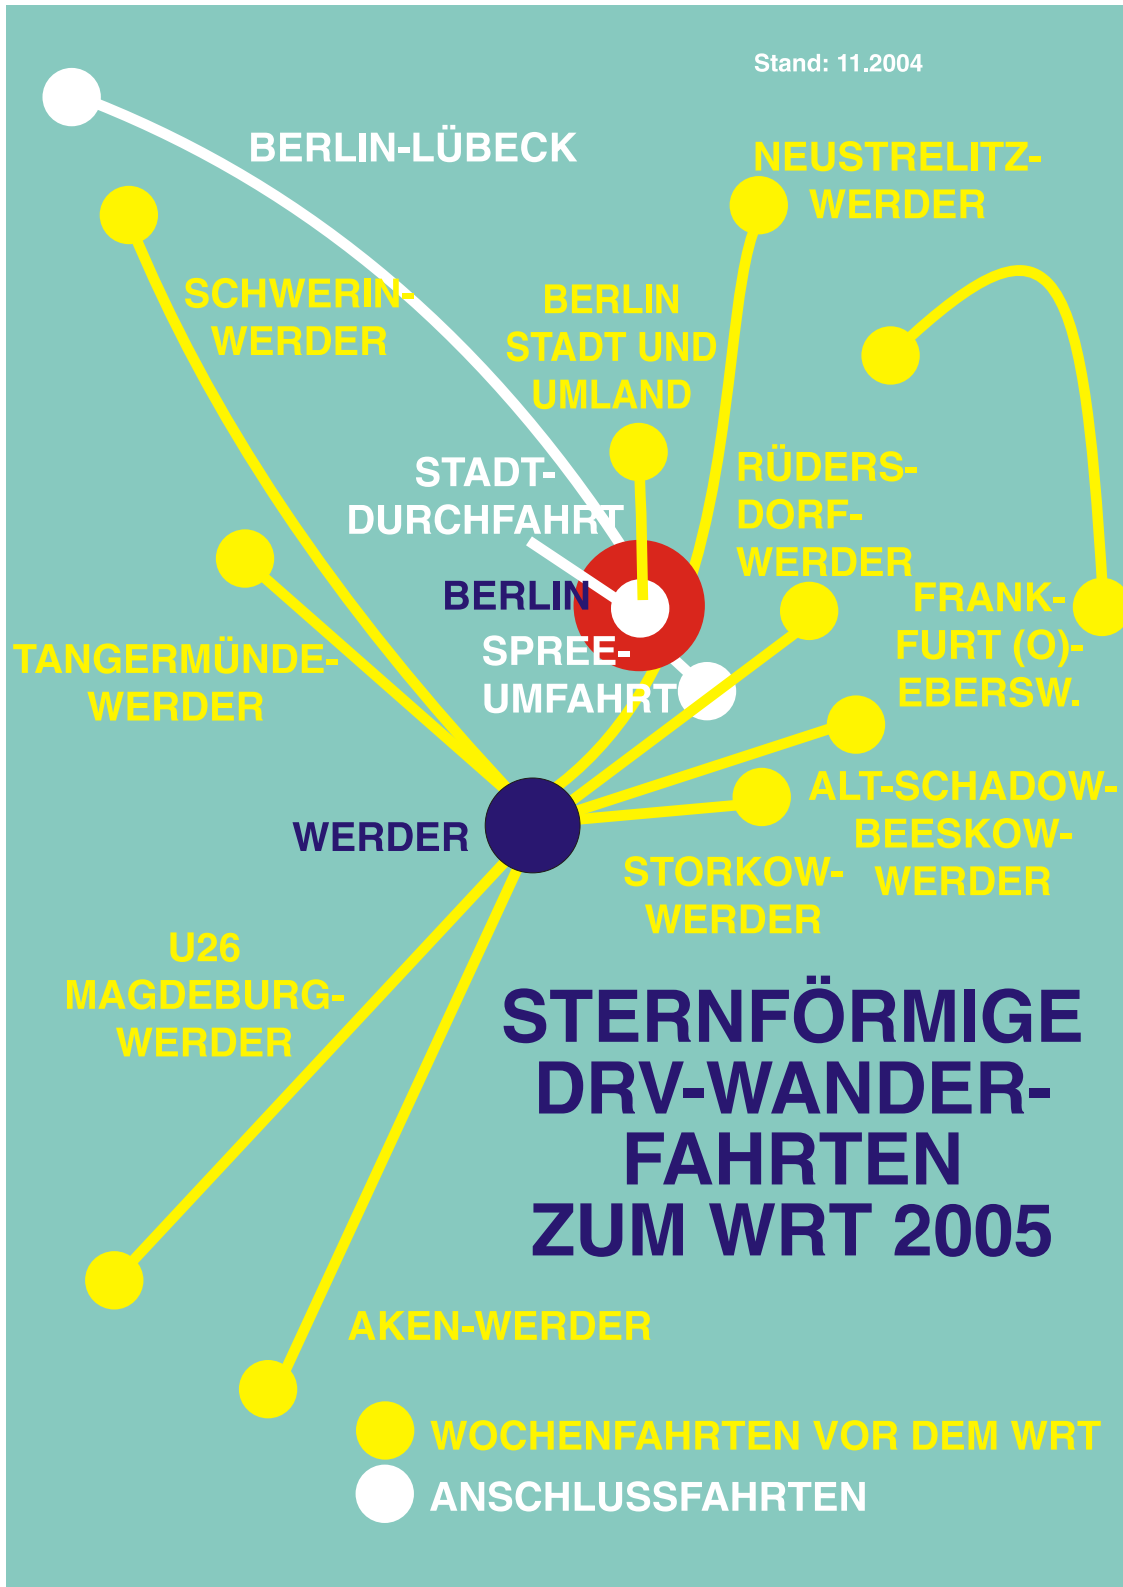 Stand: 11.2004
BERLIN-LÜBECK
NEUSTRELITZ-
WERDER
SCHWERIN-
WERDER
BERLIN
STADT UND
UMLAND
STADT-
DURCHFAHRT
RÜDERS-
DORF-
WERDER
BERLIN
FRANK-
FURT (O)-
EBERSW.
SPREE-
UMFAHRT
TANGERMÜNDE-
WERDER
ALT-SCHADOW-
BEESKOW-
WERDER
WERDER
STORKOW-
WERDER
U26
MAGDEBURG-
WERDER
STERNFÖRMIGE
DRV-WANDER-
FAHRTEN
ZUM WRT 2005
AKEN-WERDER
WOCHENFAHRTEN VOR DEM WRT
ANSCHLUSSFAHRTEN